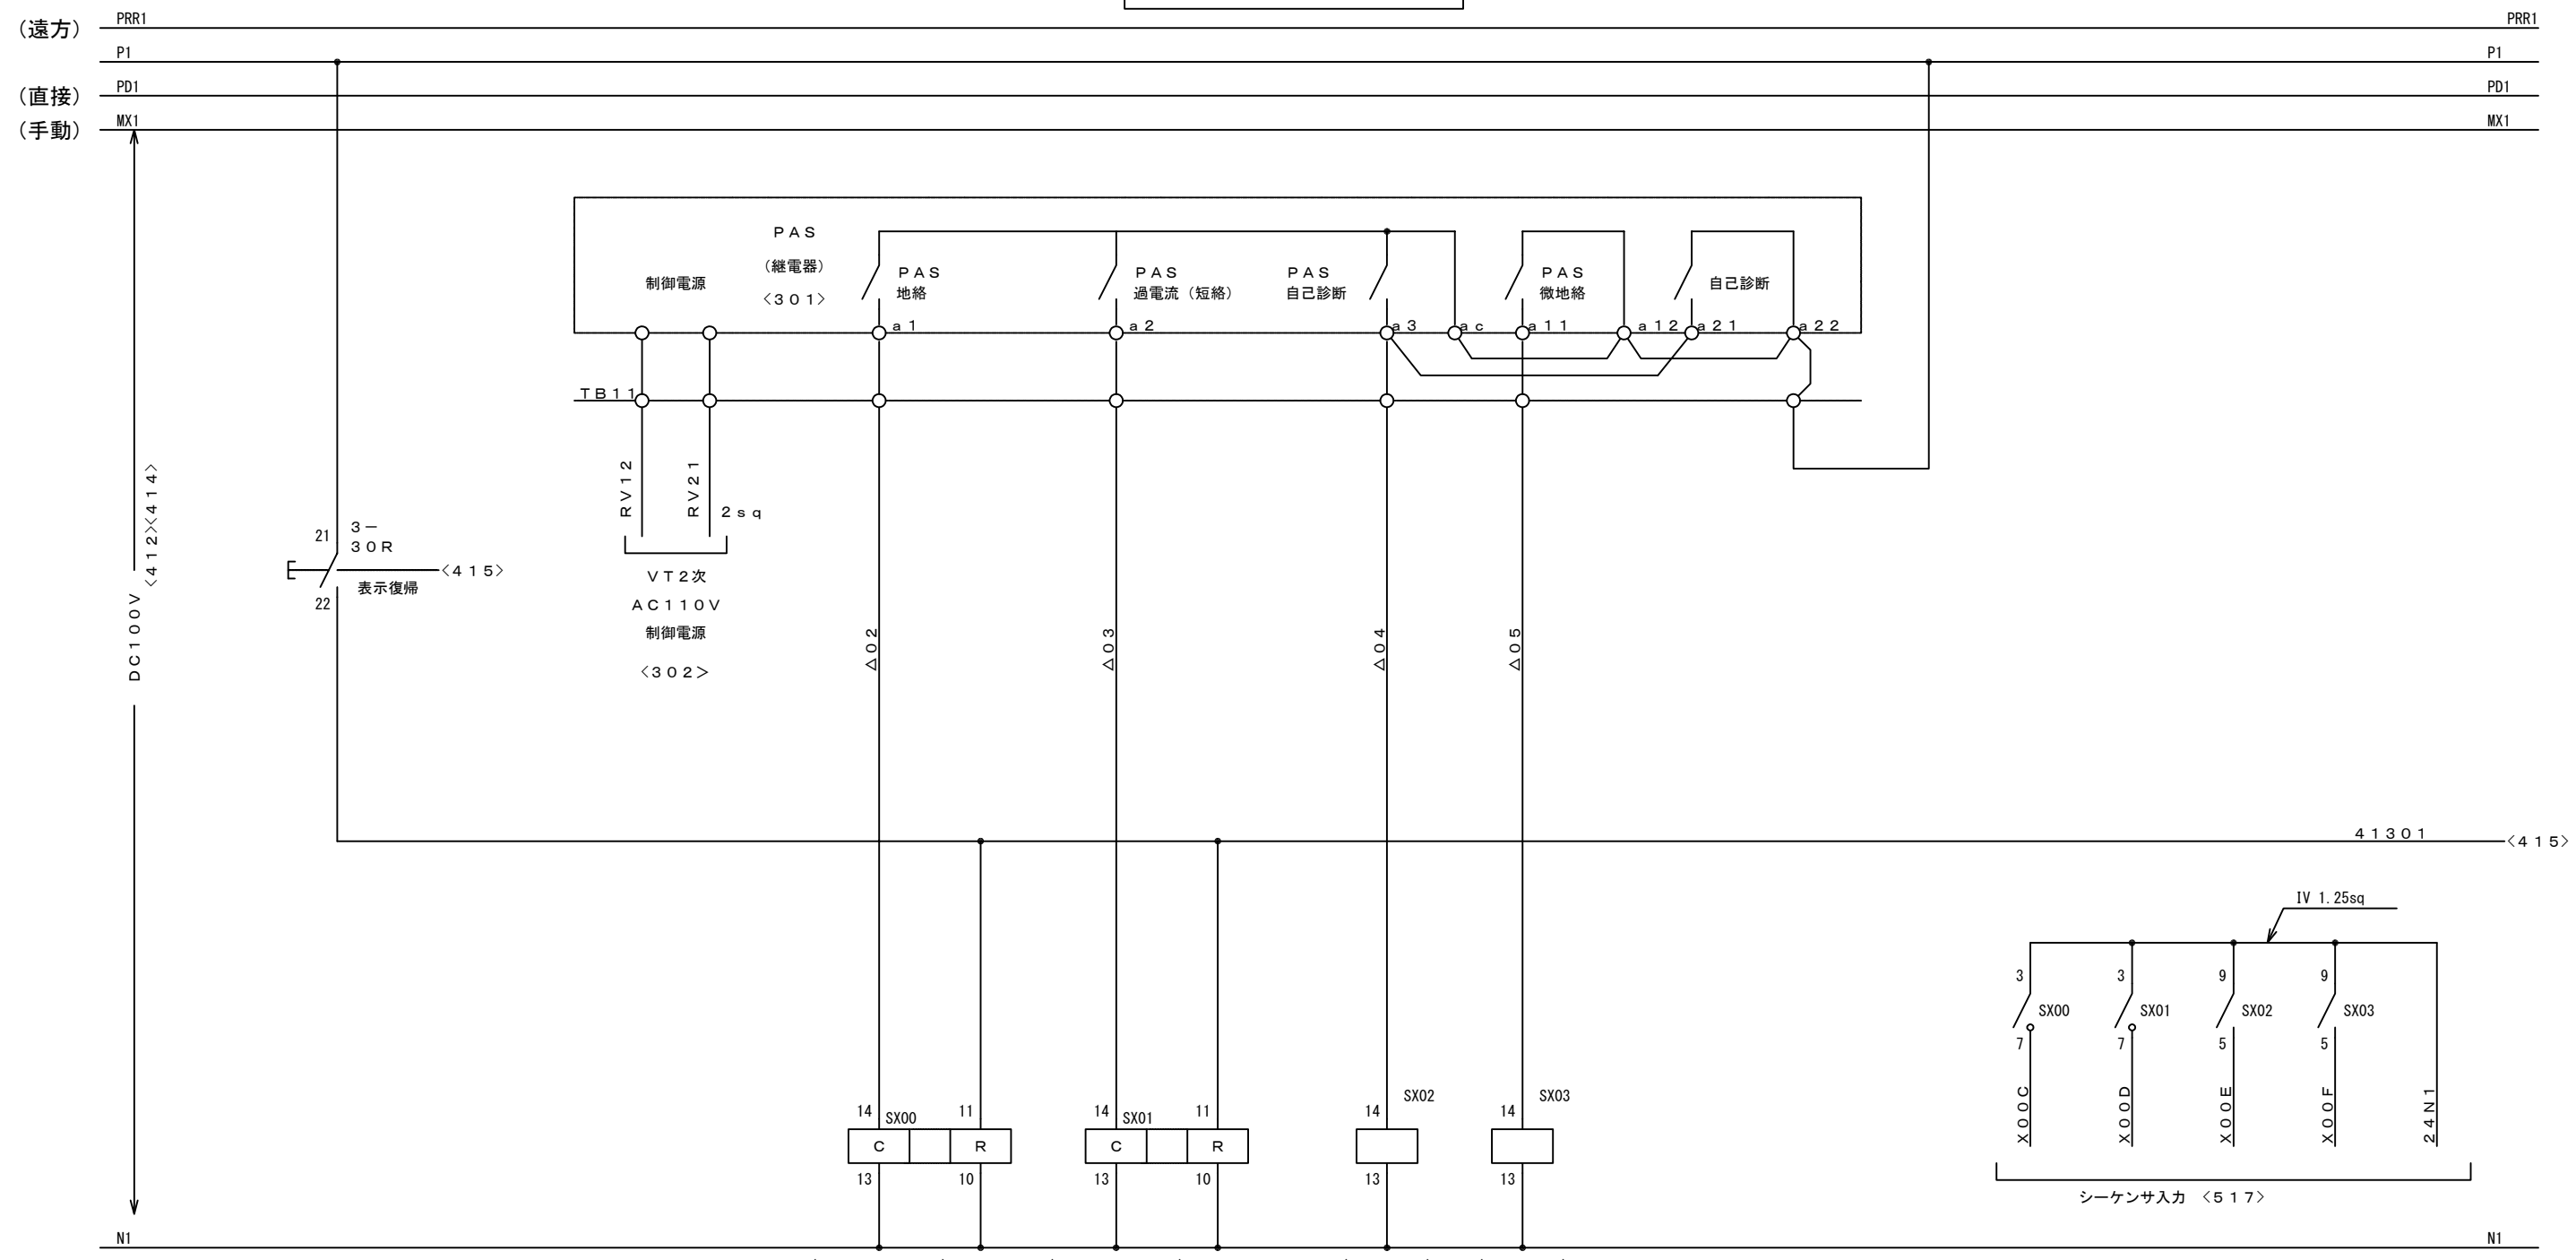 PRR1 PRR1
（遠方）
P1 P1
PD1 PD1
（直接）
MX1 MX1
（手動）
ＰＡＳ
（継電器）
＜３０１＞
制御電源
ＰＡＳ
地絡
ＰＡＳ
過電流（短絡）
ＰＡＳ
自己診断
ＰＡＳ
微地絡
自己診断
ａ１ ａ２ ａ３ ａｃ ａ１１ ａ１２ ａ２１ ａ２２
ＴＢ１１
ＲＶ１２
ＲＶ２１
２ｓｑ
ＶＴ２次
ＡＣ１１０Ｖ
制御電源
＜３０２＞
＜４１２＞＜４１４＞
ＤＣ１００Ｖ
21
３－
３０Ｒ
＜４１５＞
表示復帰
22
△０２
△０３
△０４
△０５
４１３０１
＜４１５＞
IV 1.25sq
3 3 9 9
SX00 SX01 SX02 SX03
7 7 5 5
Ｘ００Ｃ
Ｘ００Ｄ
Ｘ００Ｅ
Ｘ００Ｆ
２４Ｎ１
シーケンサ入力 ＜５１７＞
14 SX00 11
Ｃ Ｒ
13 10
14 SX01 11
Ｃ Ｒ
13 10
SX02
14
13
SX03
14
13
N1 N1